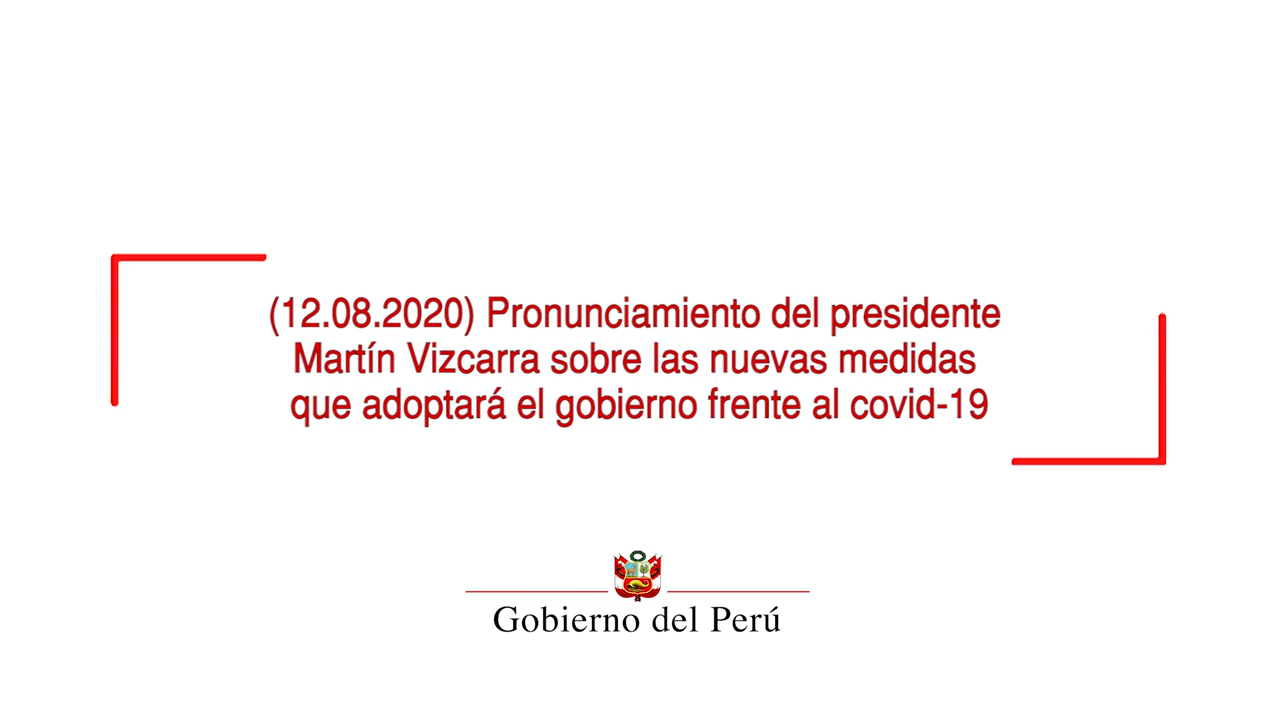 (12.08.2020) Pronunciamiento del presidente
Martín Vizcarra sobre las nuevas medidas
que adoptará el gobierno frente al covid-19
Gobierno del Perú